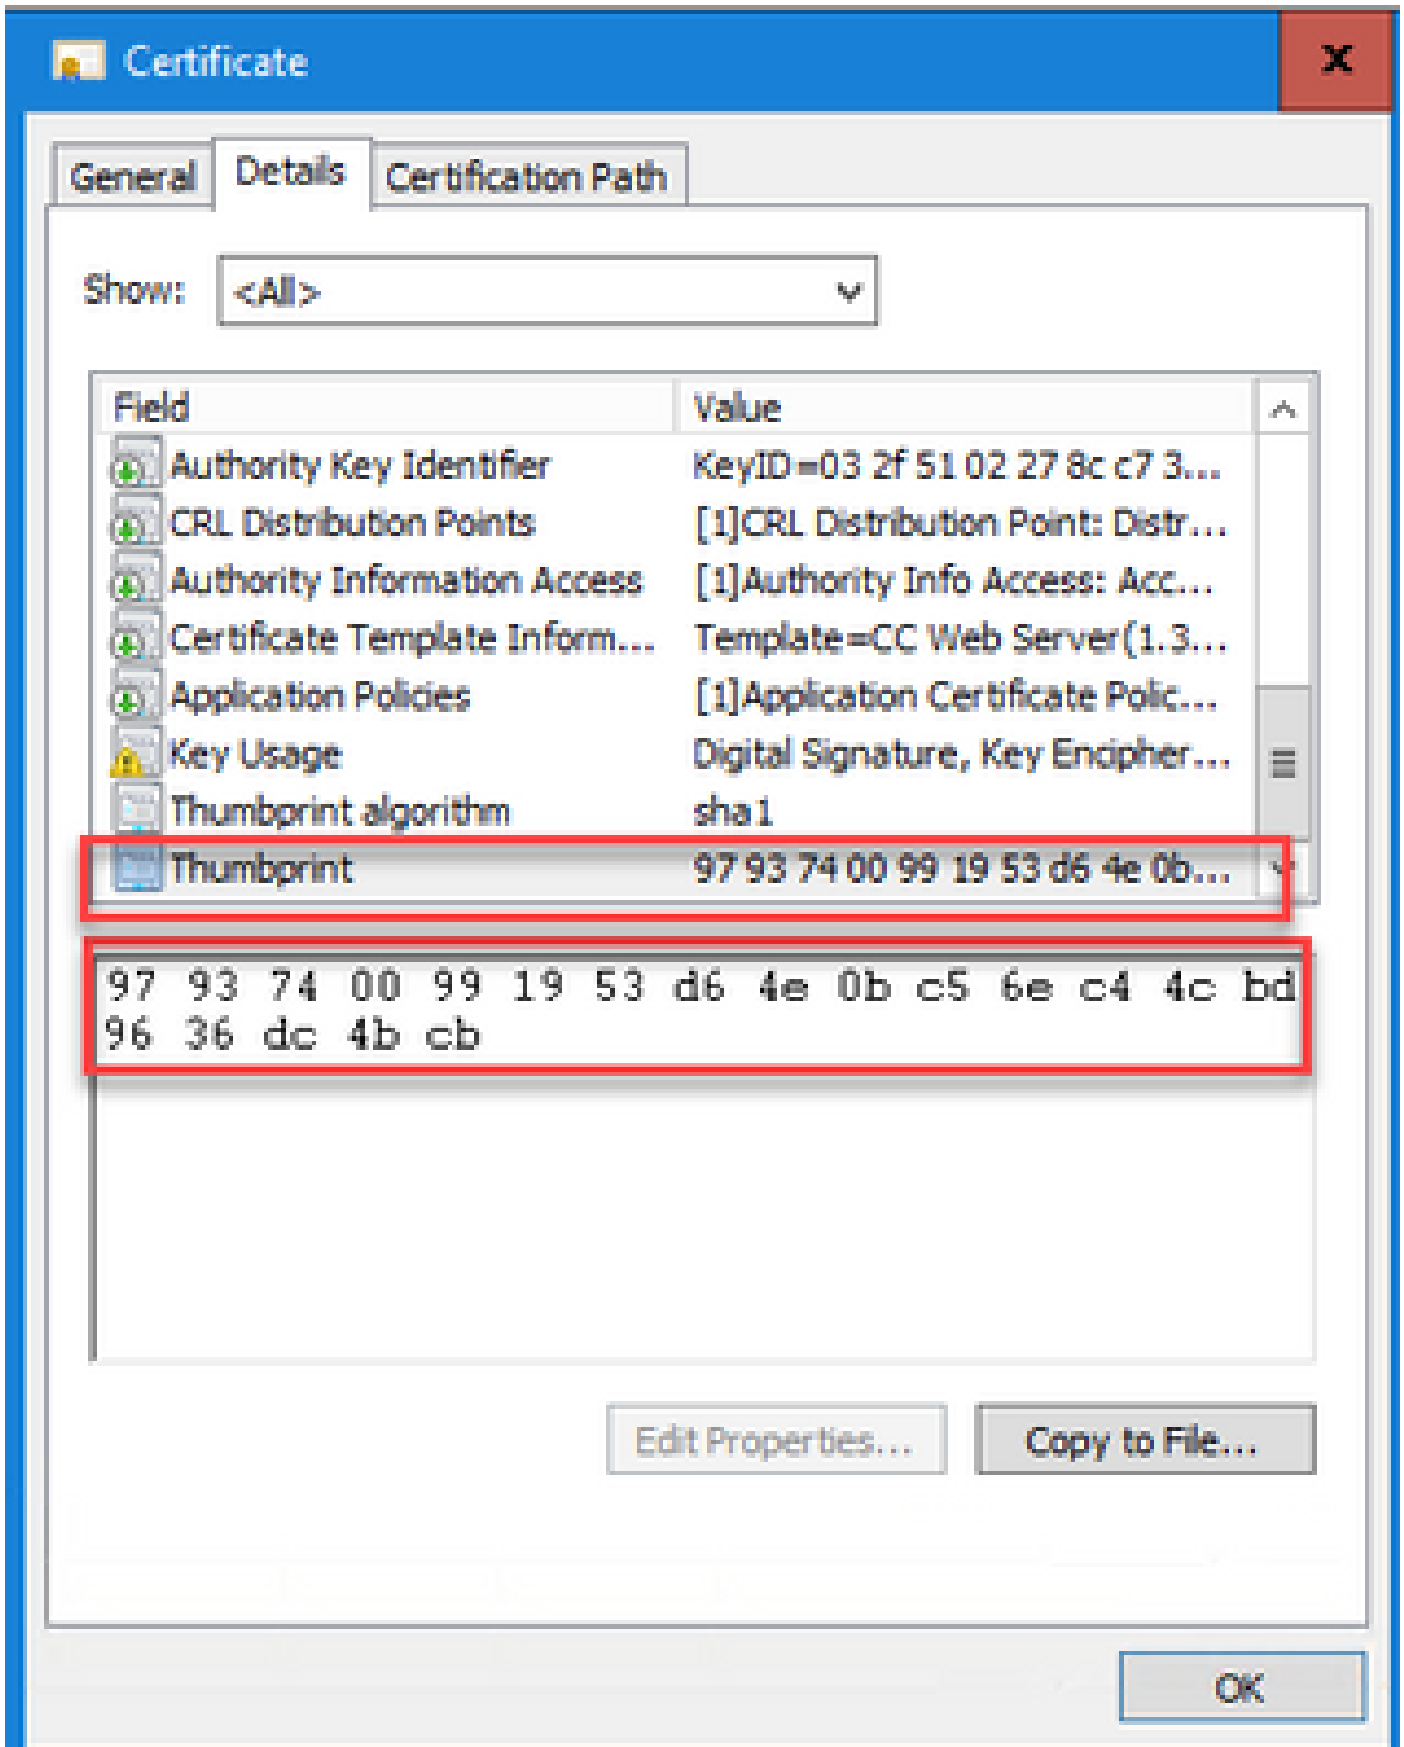 Certificate
x
General Details Certification Path
Show: <All>
Field Value
Authority Key Identifier KeyID=03 2f 51 02 27 8c c7 3...
CRL Distribution Points [1]CRL Distribution Point: Distr...
Authority Information Access [1]Authority Info Access: Acc...
Certificate Template Inform... Template=CC Web Server(1.3...
Application Policies [1]Application Certificate Polic...
Key Usage Digital Signature, Key Encipher...
Thumbprint algorithm sha1
Thumbprint 97 93 74 00 99 19 53 d6 4e 0b...
97 93 74 00 99 19 53 d6 4e 0b c5 6e c4 4c bd
96 36 dc 4b cb
Edit Properties... Copy to File...
OK